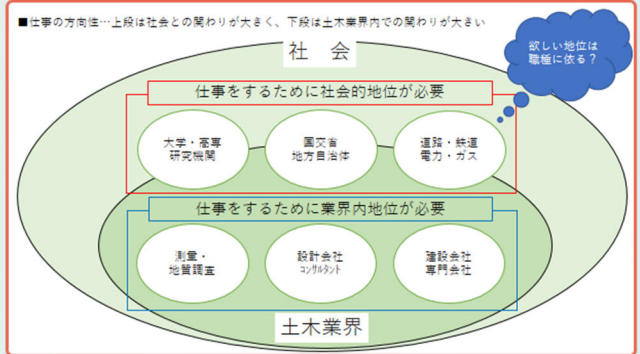 ■仕事の方向性…上段は社会との関わりが大きく、下段は土木業界内での関わりが大きい
欲しい地位は
職種に依る？
社　会
仕事をするために社会的地位が必要
大学・高専
研究機関
国交省
地方自治体
道路・鉄道
電力・ガス
仕事をするために業界内地位が必要
測量・
地質調査
設計会社
ｺﾝｻﾙﾀﾝﾄ
建設会社
専門会社
土木業界